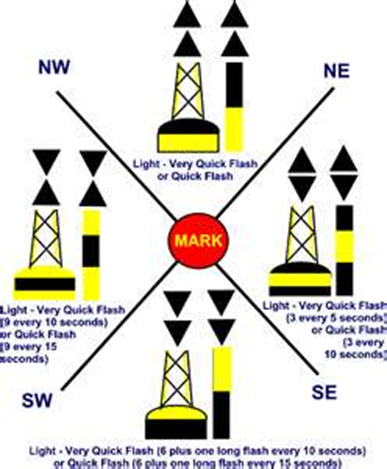 NW
NE
Light - Very Quick Flash
or Quick Flash
MARK
Light - Very Quick Flash
[9 every 10 seconds)
or Quick Flash
[9 every 15
seconds)
Light - Very Quick Flash
(3 every 5 seconds]
or Quick Flash
(3 every
10 seconds)
SW
SE
Light - Very Quick Flash (6 plus one long flash every 10 seconds)
or Quick Flash (6 plus one long flash every 15 seconds)